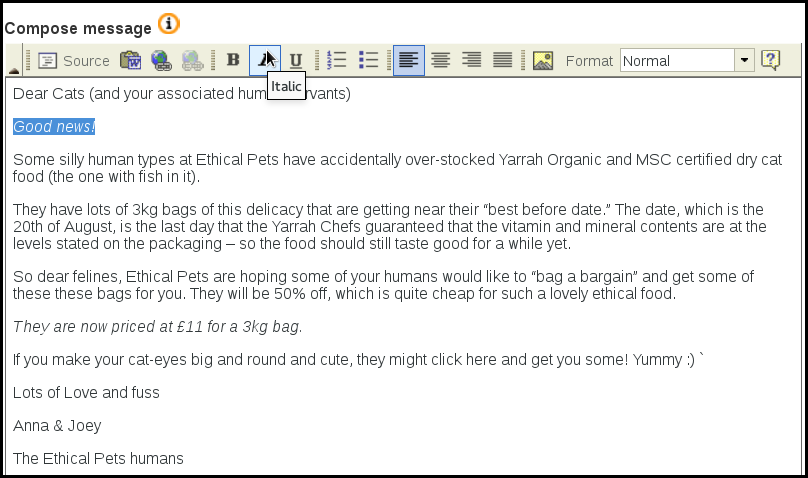 Compose message
Source B U Format Normal
Italic
Dear Cats (and your associated hum rvants)
Good news!
Some silly human types at Ethical Pets have accidentally over-stocked Yarrah Organic and MSC certified dry cat
food (the one with fish in it).
They have lots of 3kg bags of this delicacy that are getting near their “best before date.” The date, which is the
20th of August, is the last day that the Yarrah Chefs guaranteed that the vitamin and mineral contents are at the
levels stated on the packaging – so the food should still taste good for a while yet.
So dear felines, Ethical Pets are hoping some of your humans would like to “bag a bargain” and get some of
these these bags for you. They will be 50% off, which is quite cheap for such a lovely ethical food.
They are now priced at £11 for a 3kg bag.
If you make your cat-eyes big and round and cute, they might click here and get you some! Yummy :) `
Lots of Love and fuss
Anna & Joey
The Ethical Pets humans